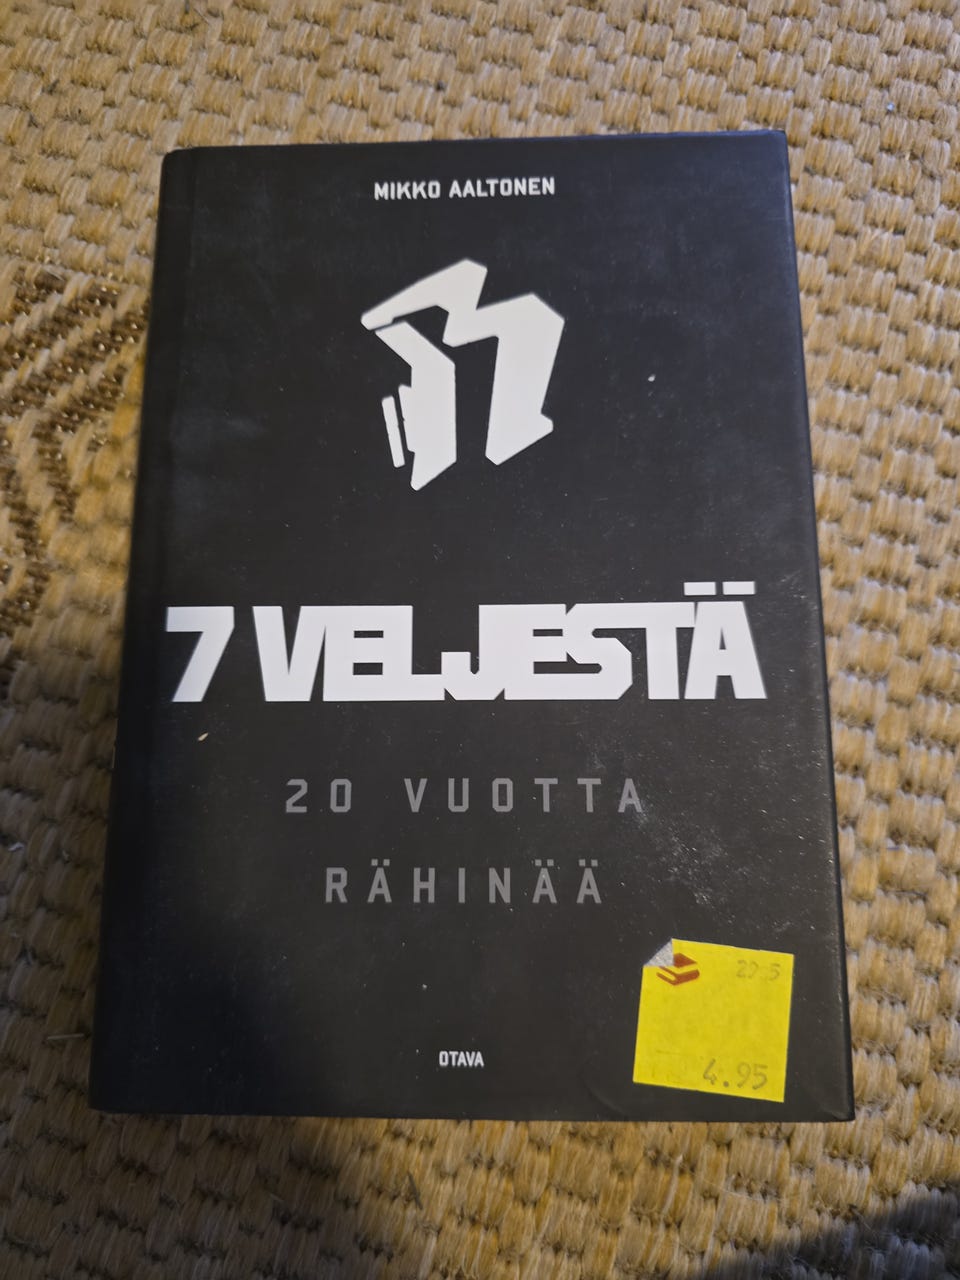 MIKKO AALTONEN
7 VELJESTÄ
20 VUOTTA
RÄHINÄÄ
OTAVA
4.95